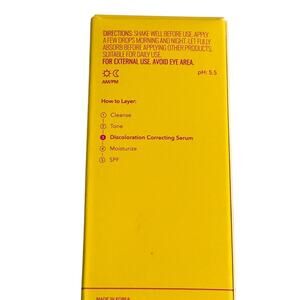 DIRECTIONS: SHAKE WELL BEFORE USE. APPLY
A FEW DROPS MORNING AND NIGHT. LET FULLY
ABSORB BEFORE APPLYING OTHER PRODUCTS.
SUITABLE FOR DAILY USE.
FOR EXTERNAL USE. AVOID EYE AREA.
pH: 5.5
AM/PM
How to Layer:
1 Cleanse
2 Tone
3 Discoloration Correcting Serum
4 Moisturize
5 SPF
MADE IN KOREA